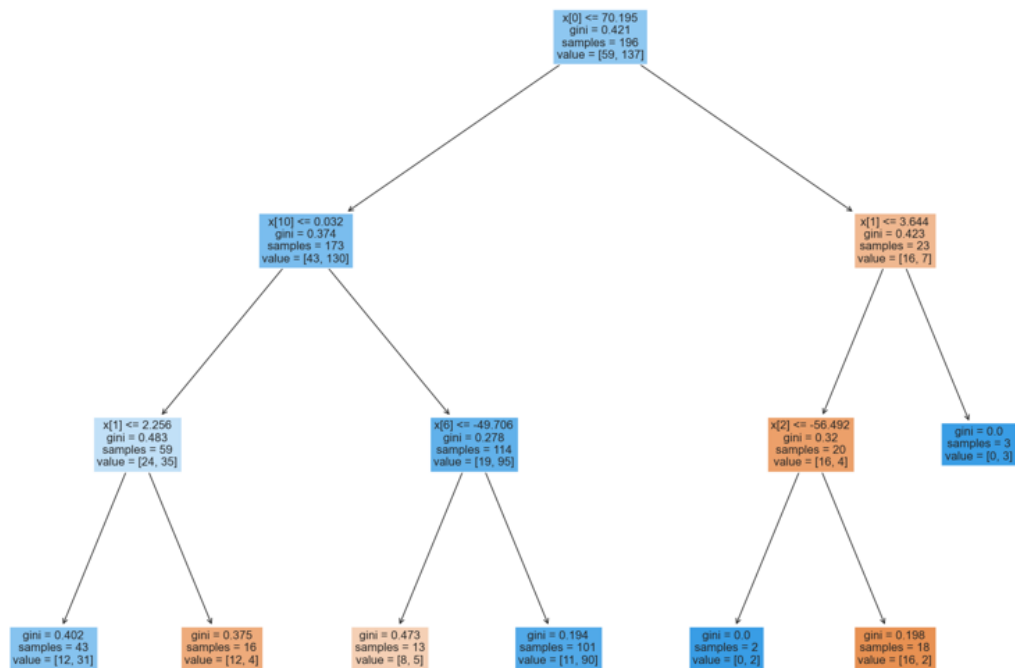 x[0] <= 70.195
gini = 0.421
samples = 196
value = [59, 137]
x[10] <= 0.032
gini = 0.374
samples = 173
value = [43, 130]
x[1] <= 3.644
gini = 0.423
samples = 23
value = [16, 7]
x[1] <= 2.256
gini = 0.483
samples = 59
value = [24, 35]
x[6] <= -49.706
gini = 0.278
samples = 114
value = [19, 95]
x[2] <= -56.492
gini = 0.32
samples = 20
value = [16, 4]
gini = 0.0
samples = 3
value = [0, 3]
gini = 0.402
samples = 43
value = [12, 31]
gini = 0.375
samples = 16
value = [12, 4]
gini = 0.473
samples = 13
value = [8, 5]
gini = 0.194
samples = 101
value = [11, 90]
gini = 0.0
samples = 2
value = [0, 2]
gini = 0.198
samples = 18
value = [16, 2]